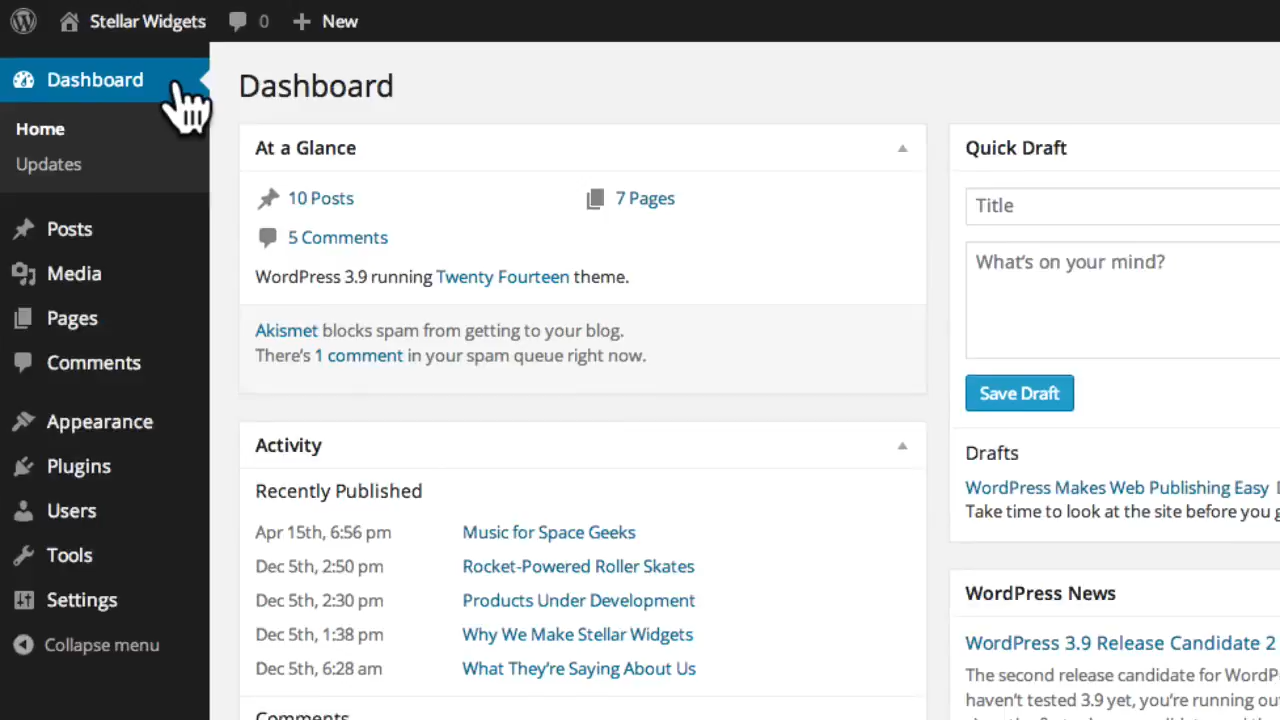 Stellar Widgets 0 New
Dashboard
Home
Updates
Posts
Media
Pages
Comments
Appearance
Plugins
Users
Tools
Settings
Collapse menu
Dashboard
At a Glance
10 Posts
7 Pages
5 Comments
WordPress 3.9 running Twenty Fourteen theme.
Akismet blocks spam from getting to your blog.
There's 1 comment in your spam queue right now.
Activity
Recently Published
Apr 15th, 6:56 pm Music for Space Geeks
Dec 5th, 2:50 pm Rocket-Powered Roller Skates
Dec 5th, 2:30 pm Products Under Development
Dec 5th, 1:38 pm Why We Make Stellar Widgets
Dec 5th, 6:28 am What They're Saying About Us
Comments
Quick Draft
Title
What's on your mind?
Save Draft
Drafts
WordPress Makes Web Publishing Easy
Take time to look at the site before you
WordPress News
WordPress 3.9 Release Candidate 2
The second release candidate for
haven't tested 3.9 yet, you're running